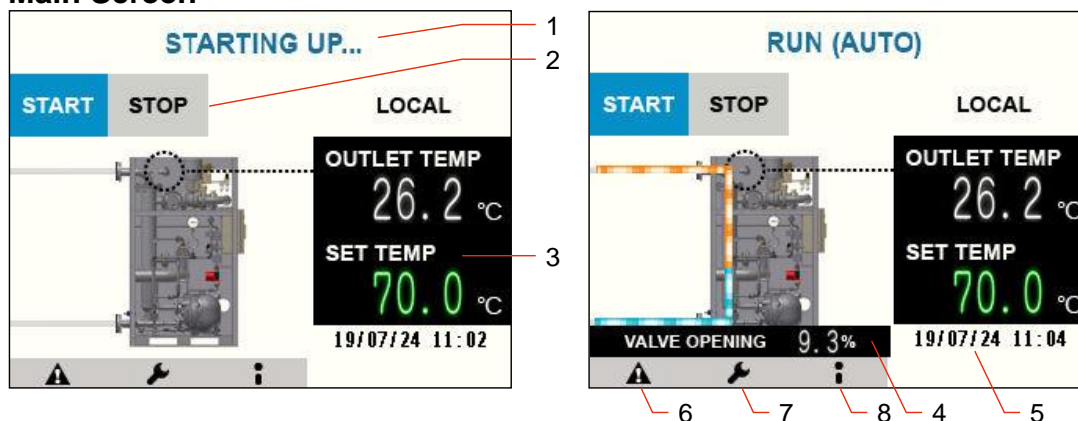 Main Screen
STARTING UP...
START STOP LOCAL
OUTLET TEMP
26.2 ℃
SET TEMP
70.0 ℃
19/07/24 11:02
1
2
3
RUN (AUTO)
START STOP LOCAL
OUTLET TEMP
26.2 ℃
SET TEMP
70.0 ℃
VALVE OPENING 9.3%
19/07/24 11:04
6 7 8 4 5